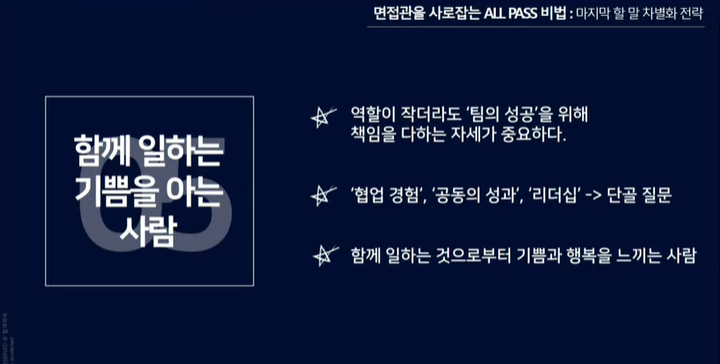 면접관을 사로잡는 ALL PASS 비법 : 마지막 할 말 차별화 전략
05
함께 일하는
기쁨을 아는
사람
역할이 작더라도 ‘팀의 성공’을 위해
책임을 다하는 자세가 중요하다.
‘협업 경험’, ‘공동의 성과’, ‘리더십’ -> 단골 질문
함께 일하는 것으로부터 기쁨과 행복을 느끼는 사람